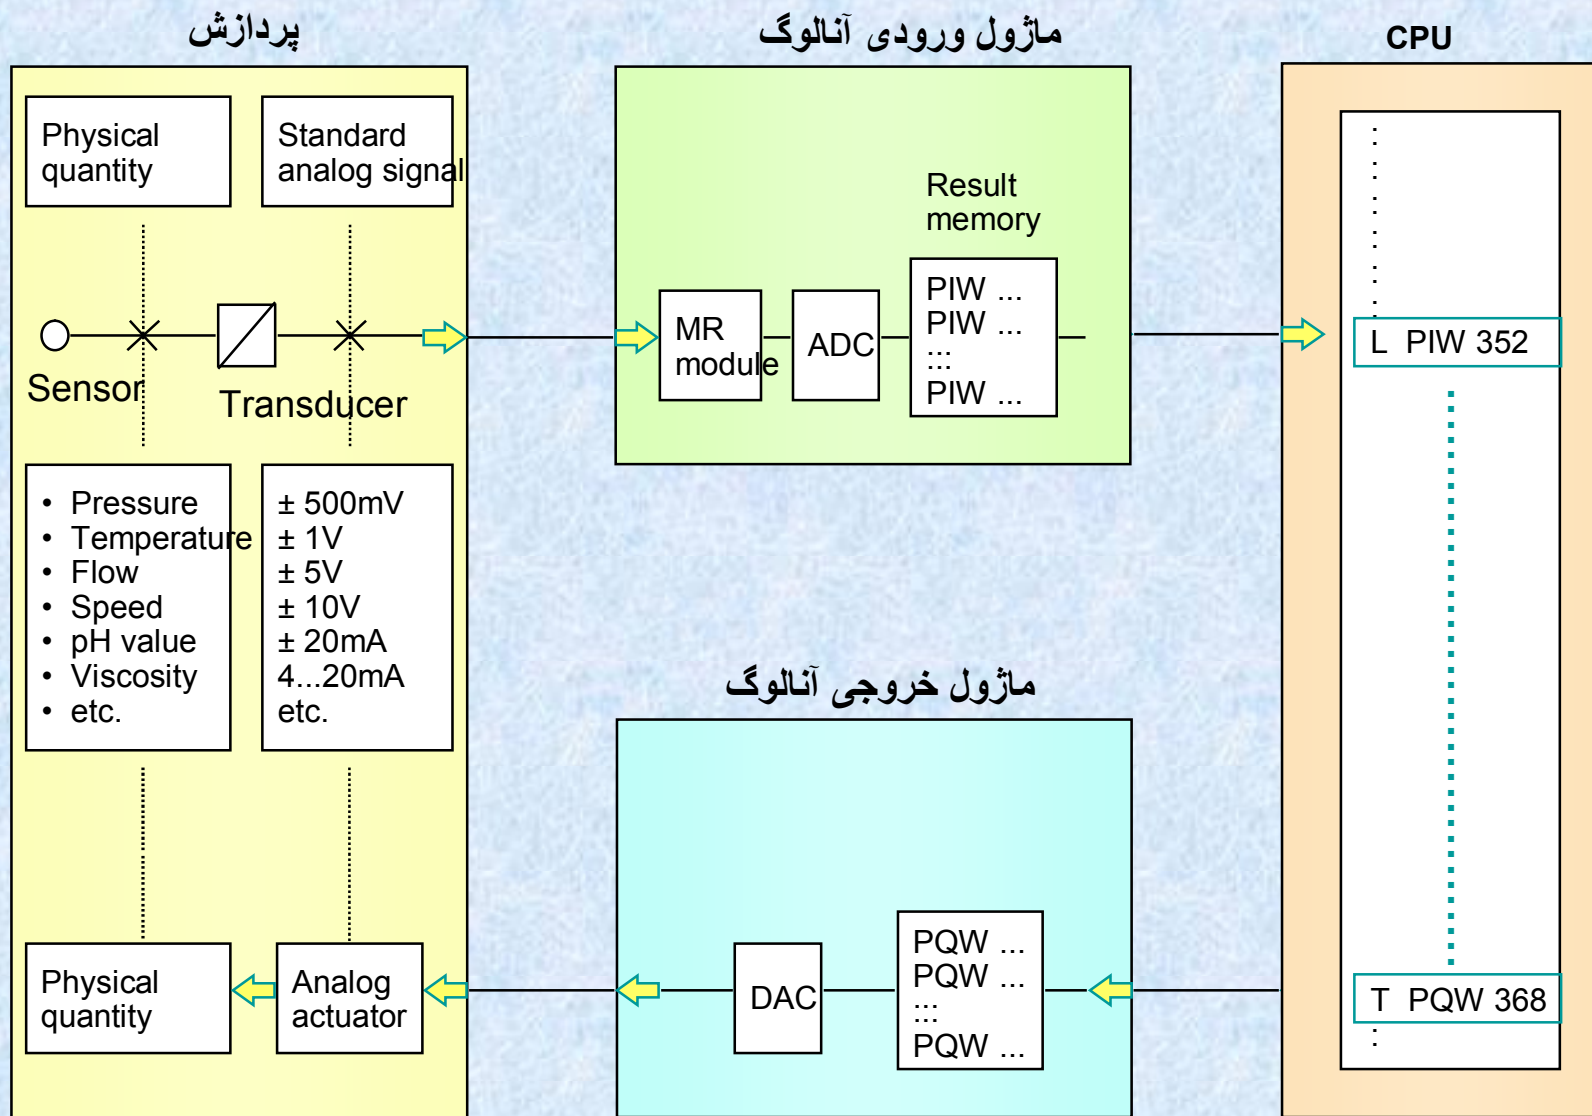 پردازش
ماژول ورودی آنالوگ
CPU
Physical
quantity
Standard
analog signal
Sensor
Transducer
• Pressure
• Temperature
• Flow
• Speed
• pH value
• Viscosity
• etc.
± 500mV
± 1V
± 5V
± 10V
± 20mA
4...20mA
etc.
Physical
quantity
Analog
actuator
MR
module
ADC
Result
memory
PIW ...
PIW ...
...
PIW ...
ماژول خروجی آنالوگ
DAC
PQW ...
PQW ...
...
PQW ...
L PIW 352
T PQW 368